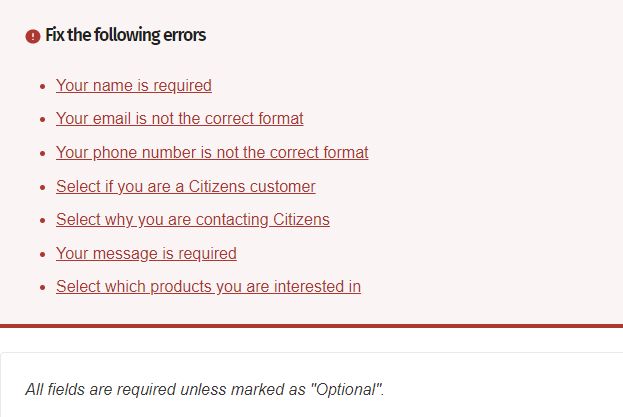 Fix the following errors
Your name is required
Your email is not the correct format
Your phone number is not the correct format
Select if you are a Citizens customer
Select why you are contacting Citizens
Your message is required
Select which products you are interested in
All fields are required unless marked as "Optional".